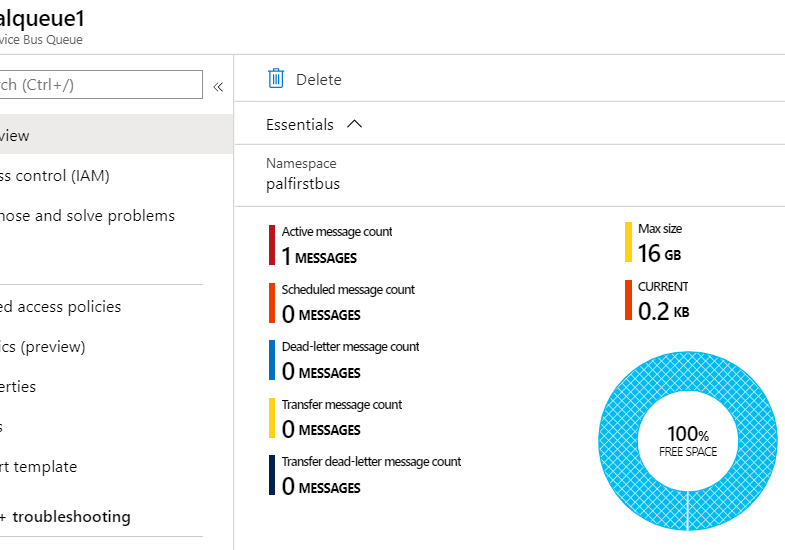 alqueue1
vice Bus Queue
rch (Ctrl+/)
«
Delete
view
Essentials
ss control (IAM)
Namespace
palfirstbus
nose and solve problems
Active message count
1 MESSAGES
Max size
16 GB
Scheduled message count
0 MESSAGES
CURRENT
0.2 KB
ed access policies
Dead-letter message count
0 MESSAGES
ics (preview)
erties
Transfer message count
0 MESSAGES
100%
FREE SPACE
s
rt template
Transfer dead-letter message count
0 MESSAGES
+ troubleshooting